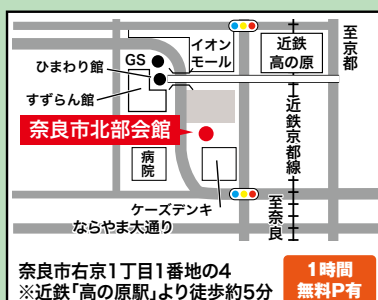 至京都
近鉄
高の原
イオン
モール
GS
ひまわり館
すずらん館
奈良市北部会館
病院
近鉄京都線
ケーズデンキ
至奈良
ならやま大通り
奈良市右京1丁目1番地の4
※近鉄「高の原駅」より徒歩約5分
1時間
無料P有